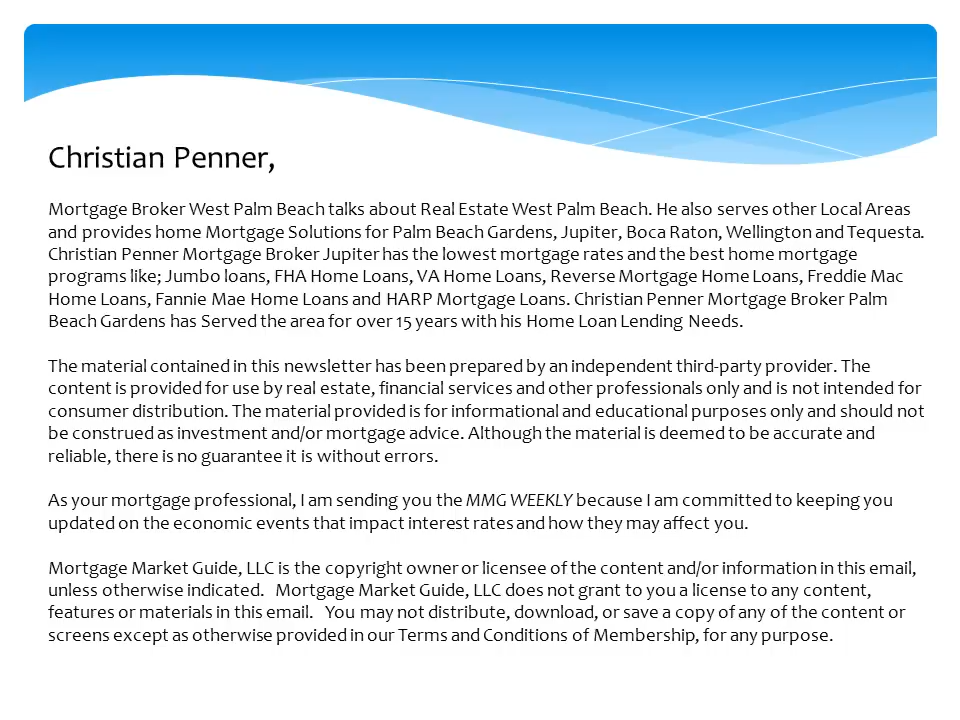 Christian Penner,
Mortgage Broker West Palm Beach talks about Real Estate West Palm Beach. He also serves other Local Areas
and provides home Mortgage Solutions for Palm Beach Gardens, Jupiter, Boca Raton, Wellington and Tequesta.
Christian Penner Mortgage Broker Jupiter has the lowest mortgage rates and the best home mortgage
programs like; Jumbo loans, FHA Home Loans, VA Home Loans, Reverse Mortgage Home Loans, Freddie Mac
Home Loans, Fannie Mae Home Loans and HARP Mortgage Loans. Christian Penner Mortgage Broker Palm
Beach Gardens has Served the area for over 15 years with his Home Loan Lending Needs.
The material contained in this newsletter has been prepared by an independent third-party provider. The
content is provided for use by real estate, financial services and other professionals only and is not intended for
consumer distribution. The material provided is for informational and educational purposes only and should not
be construed as investment and/or mortgage advice. Although the material is deemed to be accurate and
reliable, there is no guarantee it is without errors.
As your mortgage professional, I am sending you the MMG WEEKLY because I am committed to keeping you
updated on the economic events that impact interest rates and how they may affect you.
Mortgage Market Guide, LLC is the copyright owner or licensee of the content and/or information in this email,
unless otherwise indicated.   Mortgage Market Guide, LLC does not grant to you a license to any content,
features or materials in this email.   You may not distribute, download, or save a copy of any of the content or
screens except as otherwise provided in our Terms and Conditions of Membership, for any purpose.